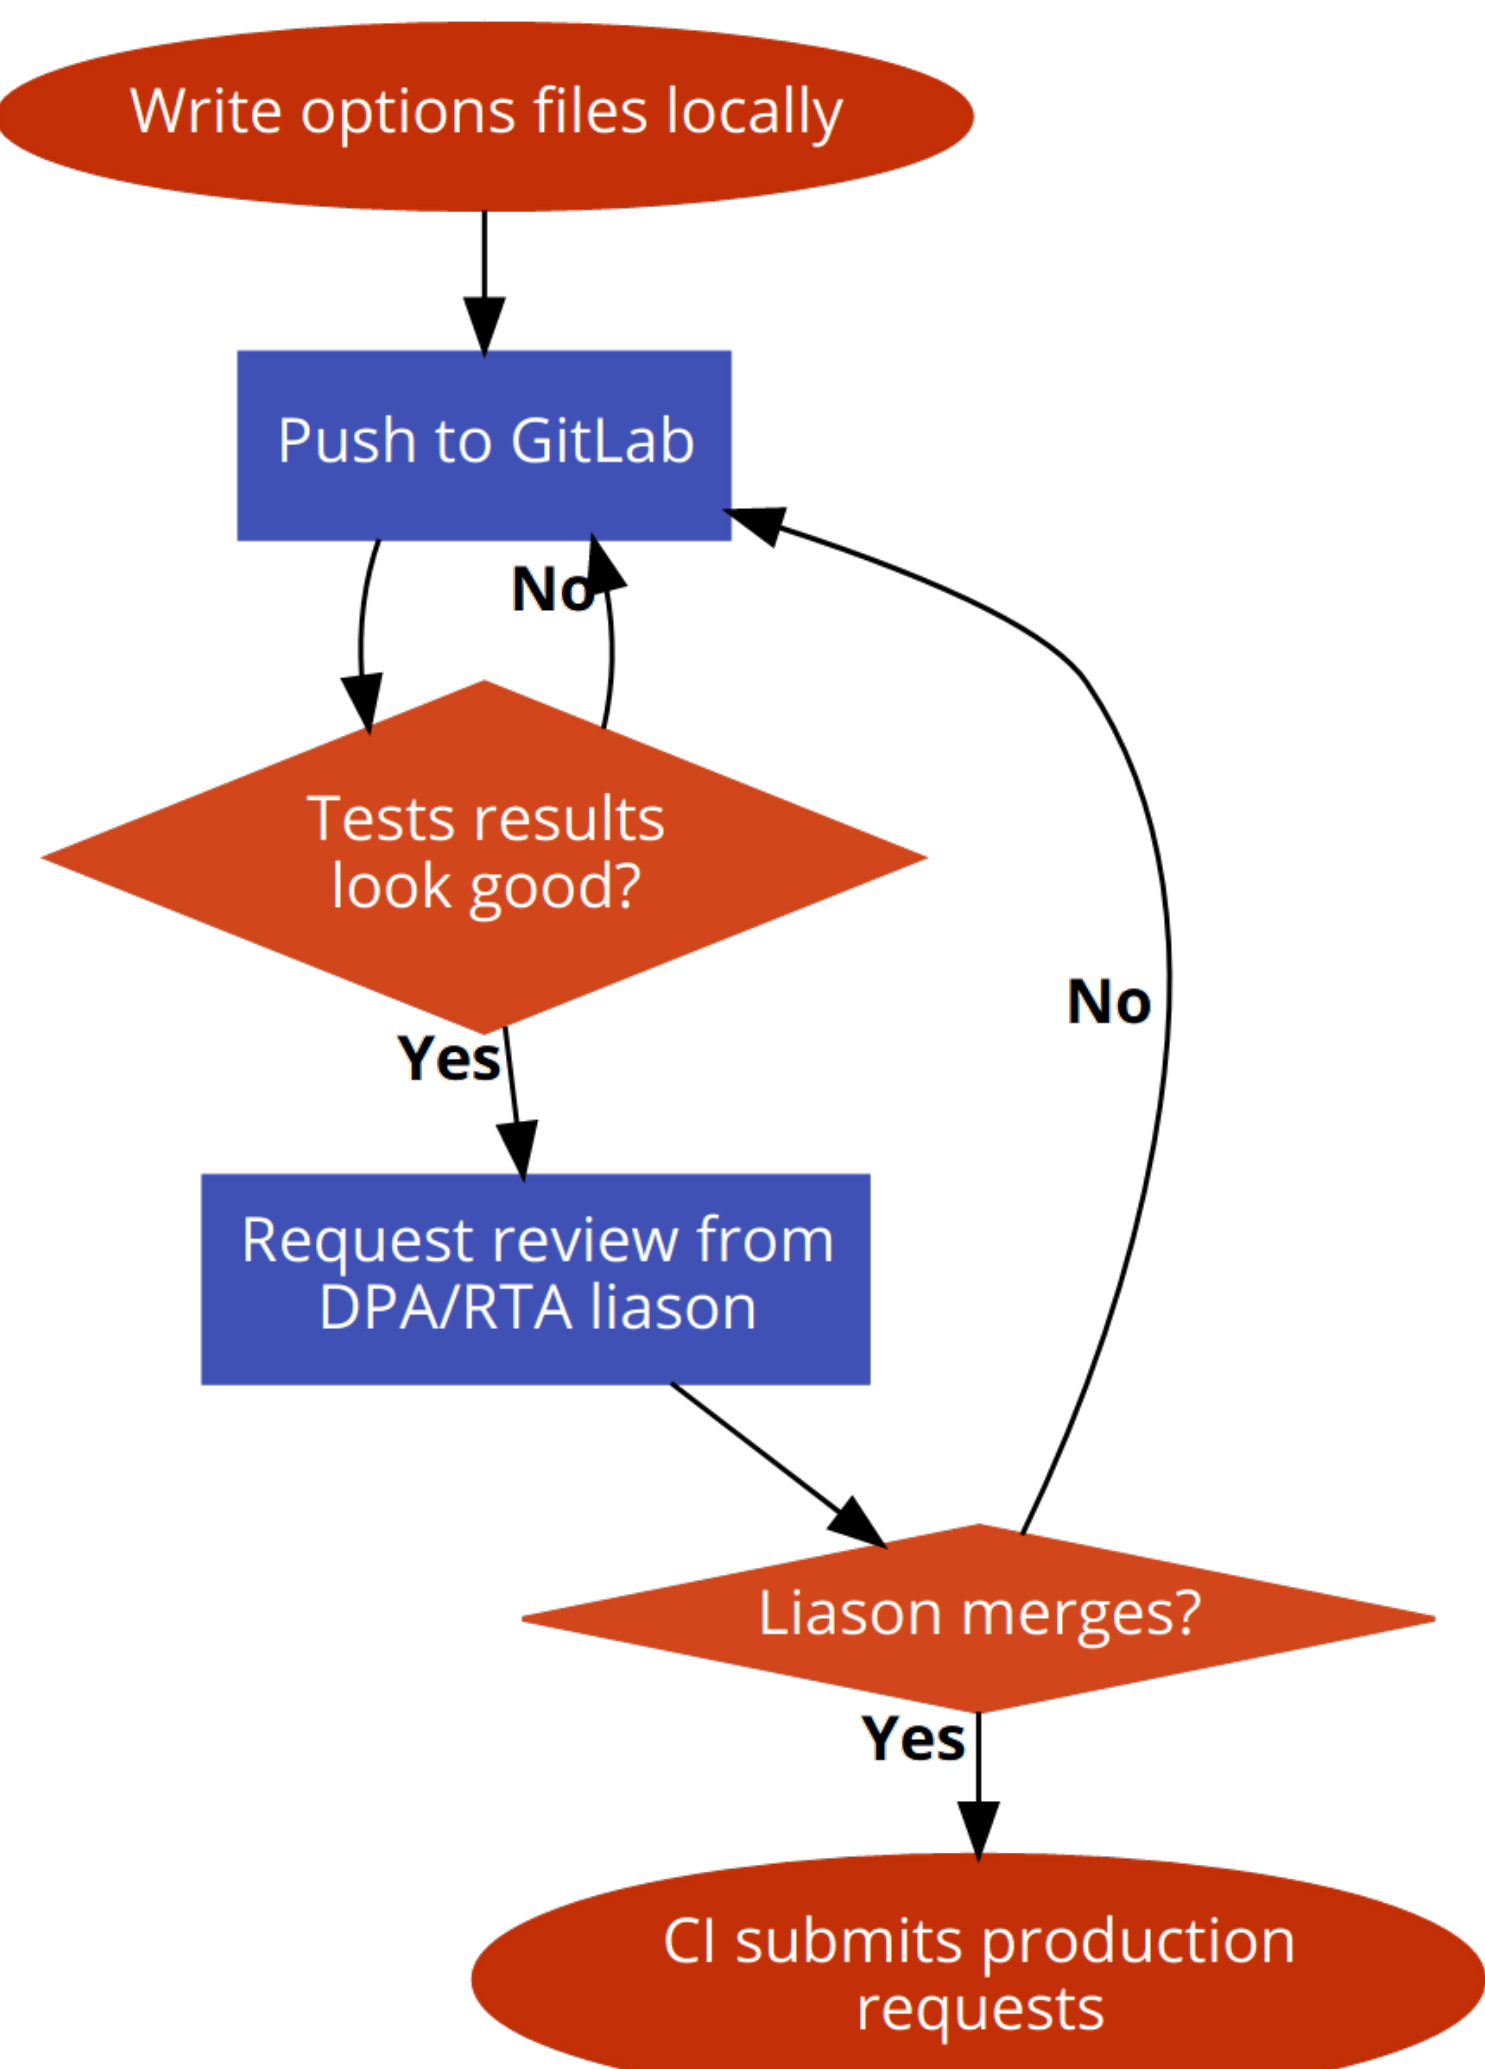 Write options files locally
Push to GitLab
No
Tests results
look good?
Yes
No
Request review from
DPA/RTA liason
Liason merges?
Yes
CI submits production
requests